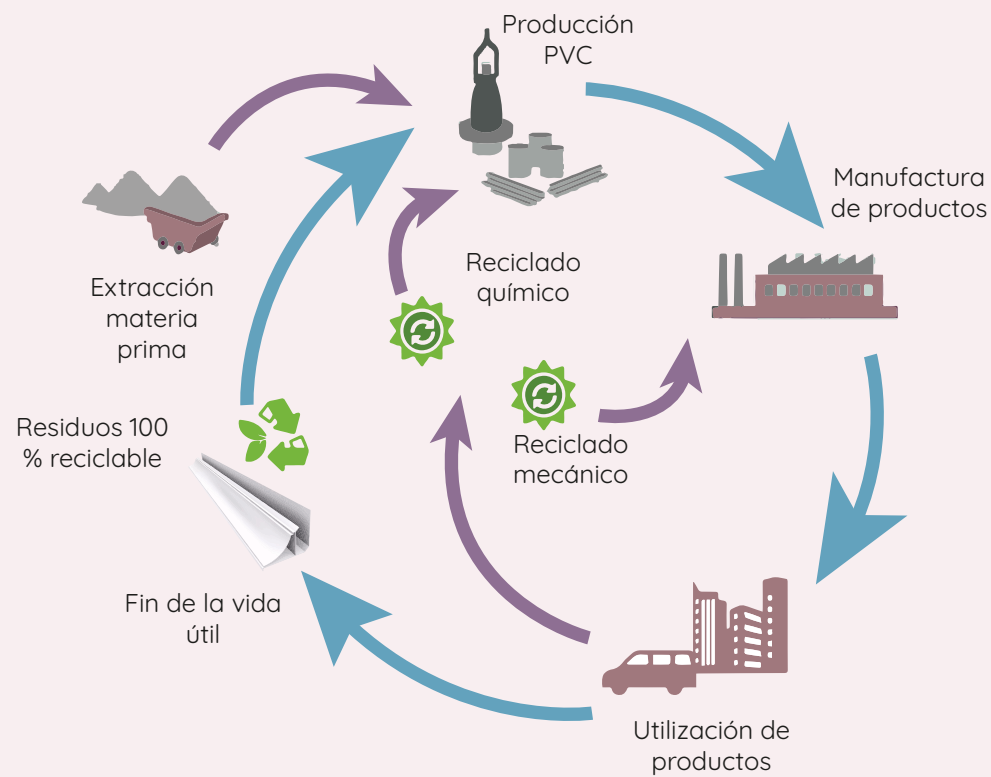 Producción
PVC
Manufactura
de productos
Reciclado
químico
Extracción
materia
prima
Residuos 100
% reciclable
Reciclado
mecánico
Fin de la vida
útil
Utilización de
productos